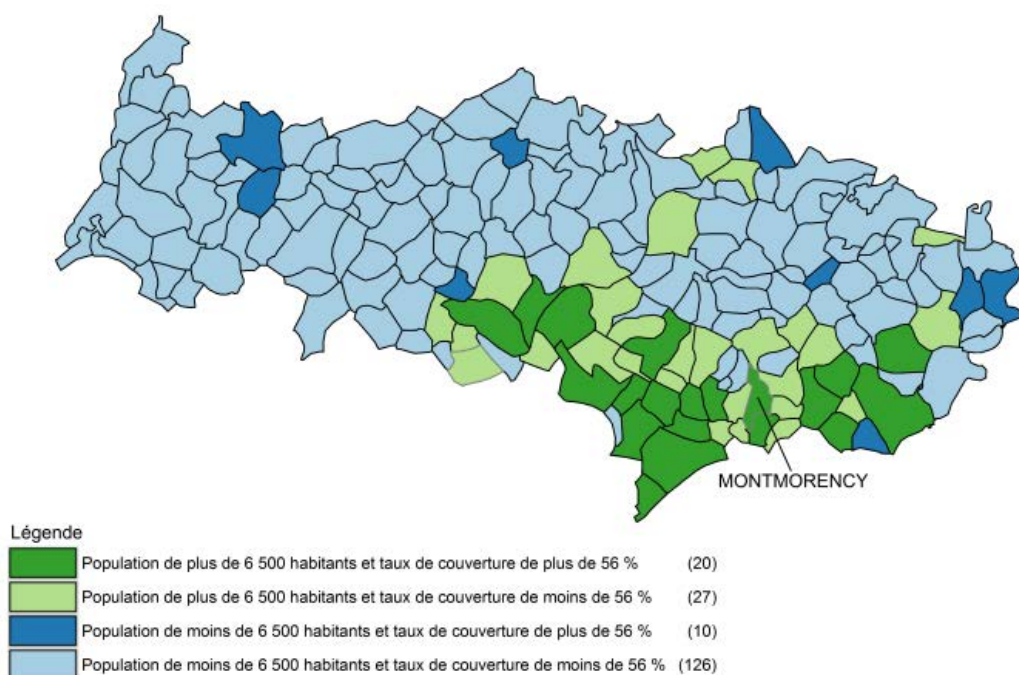 MONTMORENCY
Légende
Population de plus de 6 500 habitants et taux de couverture de plus de 56 % (20)
Population de plus de 6 500 habitants et taux de couverture de moins de 56 % (27)
Population de moins de 6 500 habitants et taux de couverture de plus de 56 % (10)
Population de moins de 6 500 habitants et taux de couverture de moins de 56 % (126)